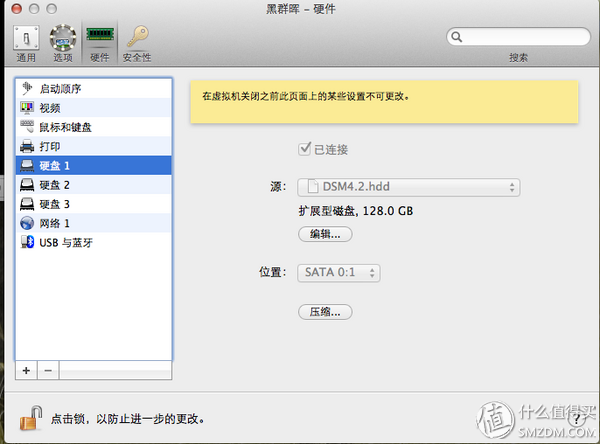 黑群晖 – 硬件
通用
选项
硬件
安全性
搜索
启动顺序
视频
鼠标和键盘
打印
硬盘 1
硬盘 2
硬盘 3
网络 1
USB 与蓝牙
在虚拟机关闭之前此页面上的某些设置不可更改。
已连接
源：
DSM4.2.hdd
扩展型磁盘, 128.0 GB
编辑...
位置：
SATA 0:1
压缩...
点击锁，以防止进一步的更改。
?
值 什么值得买
SMZDM.COM